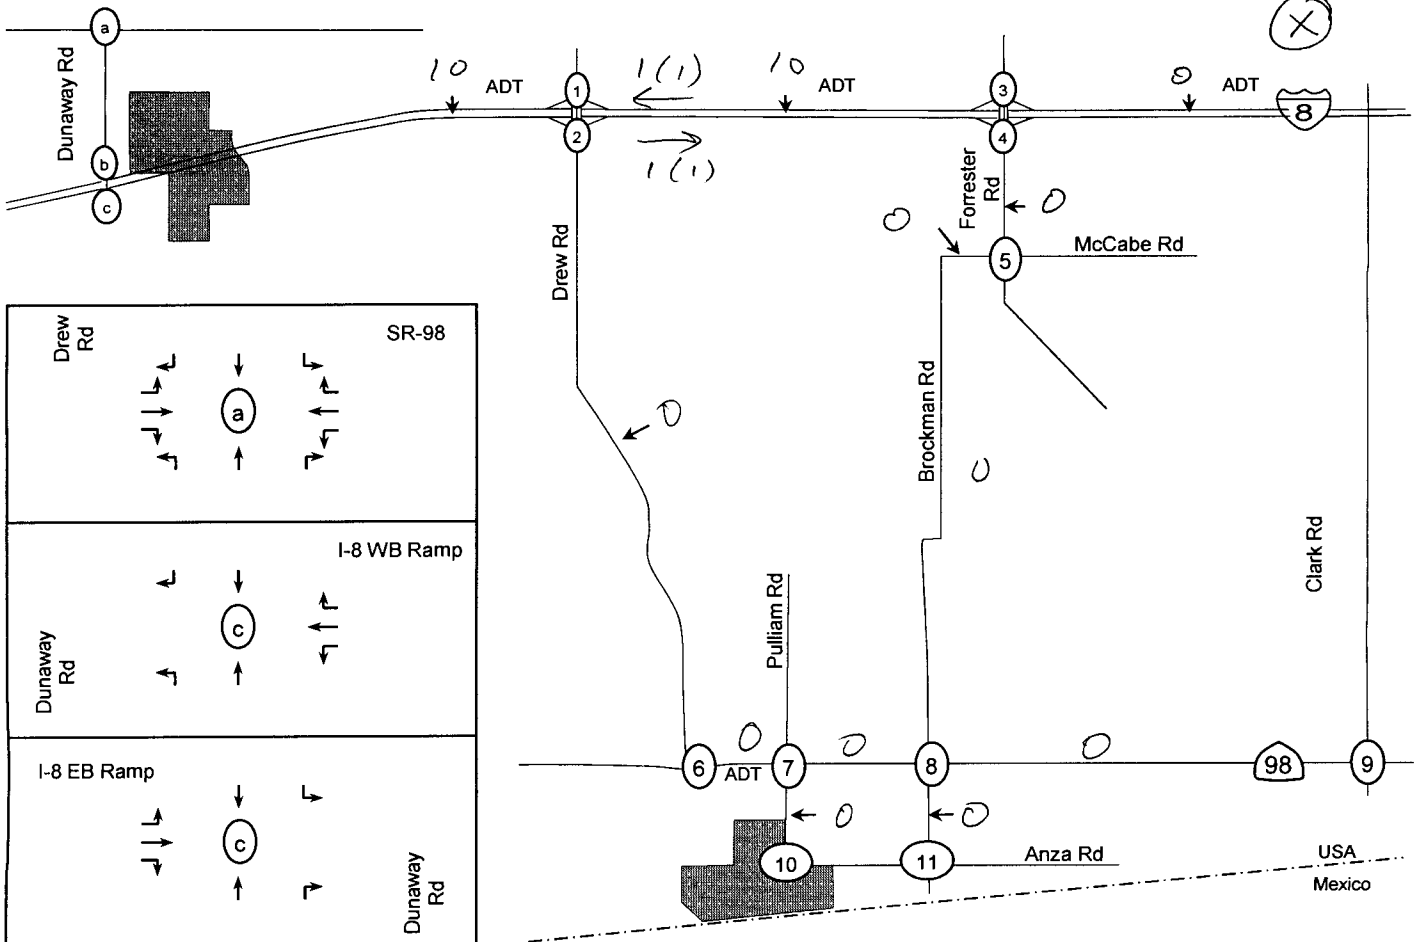 a
X
10
ADT
1
1(1)
10
ADT
3
0
ADT
8
Dunaway Rd
b
c
2
1(1)
4
Forrester Rd
0
0
5
McCabe Rd
Drew Rd
Drew Rd
SR-98
a
0
Brockman Rd
0
Clark Rd
I-8 WB Ramp
c
Dunaway Rd
Pulliam Rd
0
0
0
6
ADT
7
8
98
9
I-8 EB Ramp
c
Dunaway Rd
0
0
10
11
Anza Rd
USA
Mexico